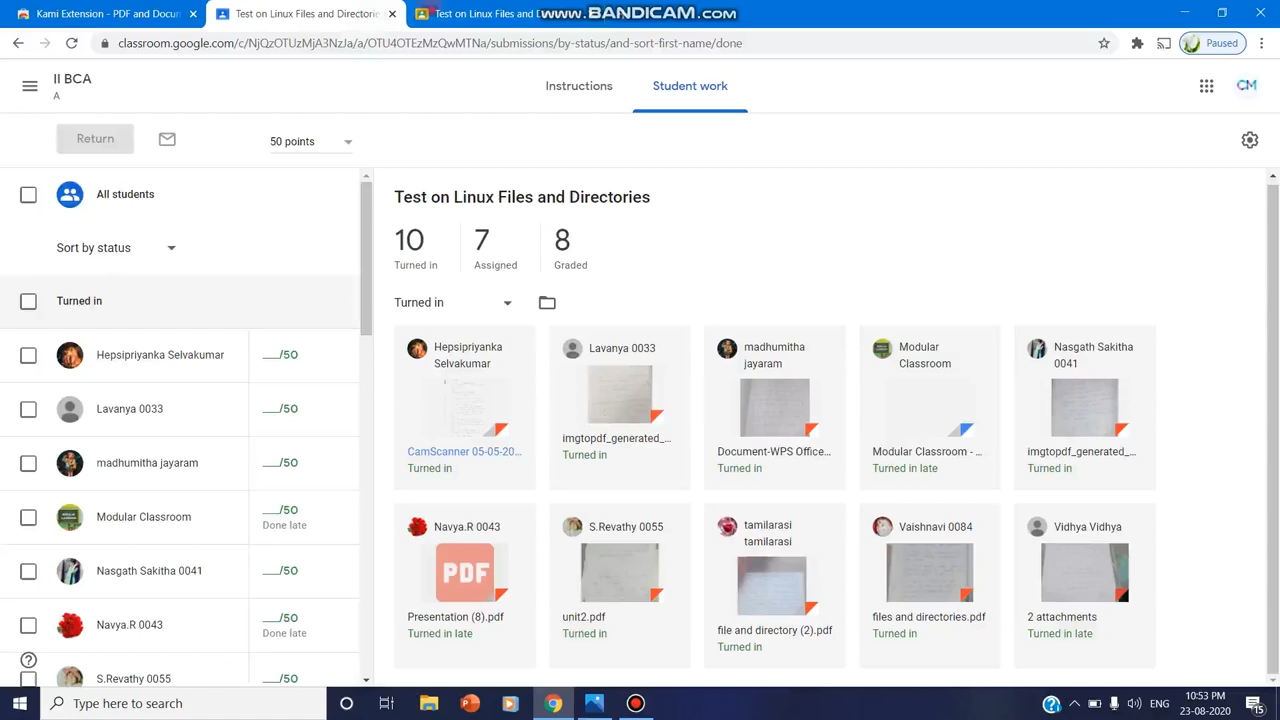 Kami Extension - PDF and Docum
Test on Linux Files and Directorie
Test on Linux Files and D
www.BANDICAM.com
classroom.google.com/c/NjQzOTUzMjA3NzJa/a/OTU4OTEzMzQwMTNa/submissions/by-status/and-sort-first-name/done
Paused
II BCA
A
Instructions
Student work
CM
Return
50 points
All students
Sort by status
Turned in
Hepsipriyanka Selvakumar
___/50
Lavanya 0033
___/50
madhumitha jayaram
___/50
Modular Classroom
___/50
Done late
Nasgath Sakitha 0041
___/50
Navya.R 0043
___/50
Done late
S.Revathy 0055
___/50
Test on Linux Files and Directories
10
Turned in
7
Assigned
8
Graded
Turned in
Hepsipriyanka
Selvakumar
CamScanner 05-05-20...
Turned in
Lavanya 0033
imgtopdf_generated_...
Turned in
madhumitha
jayaram
Document-WPS Office...
Turned in
Modular
Classroom
Modular Classroom - ...
Turned in late
Nasgath Sakitha
0041
imgtopdf_generated_...
Turned in
Navya.R 0043
PDF
Presentation (8).pdf
Turned in late
S.Revathy 0055
unit2.pdf
Turned in
tamilarasi
tamilarasi
file and directory (2).pdf
Turned in
Vaishnavi 0084
files and directories.pdf
Turned in
Vidhya Vidhya
2 attachments
Turned in late
Type here to search
ENG
10:53 PM
23-08-2020
15